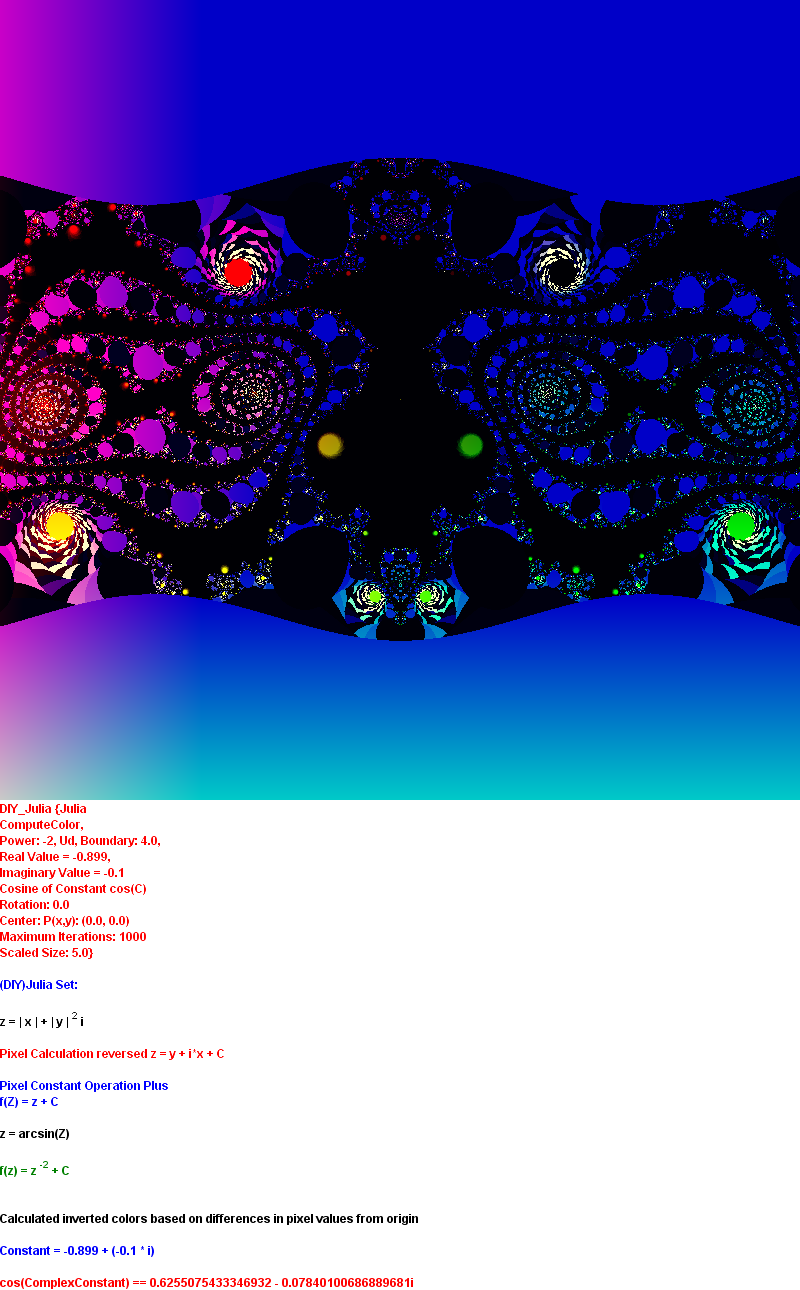 DIY_Julia {Julia
ComputeColor,
Power: -2, Ud, Boundary: 4.0,
Real Value = -0.899,
Imaginary Value = -0.1
Cosine of Constant cos(C)
Rotation: 0.0
Center: P(x,y): (0.0, 0.0)
Maximum Iterations: 1000
Scaled Size: 5.0}
(DIY)Julia Set:
z = | x | + | y | 2 i
Pixel Calculation reversed z = y + i*x + C
Pixel Constant Operation Plus
f(Z) = z + C
z = arcsin(Z)
f(z) = z -2 + C
Calculated inverted colors based on differences in pixel values from origin
Constant = -0.899 + (-0.1 * i)
cos(ComplexConstant) == 0.6255075433346932 - 0.07840100686889681i